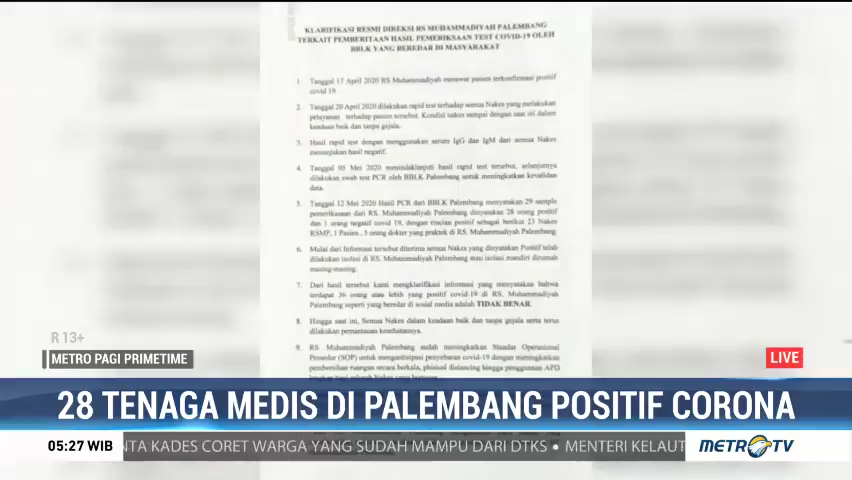 KLARIFIKASI RESMI DIREKSI RS MUHAMMADIYAH PALEMBANG
TERKAIT PEMBERITAAN HASIL PEMERIKSAAN TEST COVID-19 OLEH
BBLK YANG BEREDAR DI MASYARAKAT
1. Tanggal 17 April 2020 RS Muhammadiyah merawat pasien terkonfirmasi positif
covid 19.
2. Tanggal 20 April 2020 dilakukan rapid test terhadap semua Nakes yang melakukan
pelayanan terhadap pasien tersebut. Kondisi nakes sampai dengan saat ini dalam
keadaan baik dan tanpa gejala.
3. Hasil rapid test dengan menggunakan serum IgG dan IgM dari semua Nakes
menunjukan hasil negatif.
4. Tanggal 05 Mei 2020 menindaklanjuti hasil rapid test tersebut, selanjutnya
dilakukan swab test PCR oleh BBLK Palembang untuk meningkatkan kevalidan
data.
5. Tanggal 12 Mei 2020 Hasil PCR dari BBLK Palembang menyatakan 29 sample
pemeriksaan dari RS. Muhammadiyah Palembang dinyatakan 28 orang positif
dan 1 orang negatif covid 19, dengan rincian positif sebagai berikut 23 Nakes
RSMP, 1 Pasien , 5 orang dokter yang praktek di RS. Muhammadiyah Palembang.
6. Mulai dari Informasi tersebut diterima semua Nakes yang dinyatakan Positif telah
dilakukan isolasi di RS. Muhammadiyah Palembang atau isolasi mandiri dirumah
masing-masing.
7. Dari hasil tersebut kami mengklarifikasi informasi yang menyatakan bahwa
terdapat 36 orang atau lebih yang positif covid-19 di RS. Muhammadiyah
Palembang seperti yang beredar di sosial media adalah TIDAK BENAR.
8. Hingga saat ini, Semua Nakes dalam keadaan baik dan tanpa gejala serta terus
dilakukan pemantauan kesehatannya.
9. RS. Muhammadiyah Palembang sudah meningkatkan Standar Operasional
Prosedur (SOP) untuk mengantisipasi penyebaran covid-19 dengan meningkatkan
pembersihan ruangan secara berkala, phisical distancing hingga penggunaan APD
R 13+
METRO PAGI PRIMETIME
LIVE
28 TENAGA MEDIS DI PALEMBANG POSITIF CORONA
05:27 WIB
NTA KADES CORET WARGA YANG SUDAH MAMPU DARI DTKS • MENTERI KELAUT
METRO TV